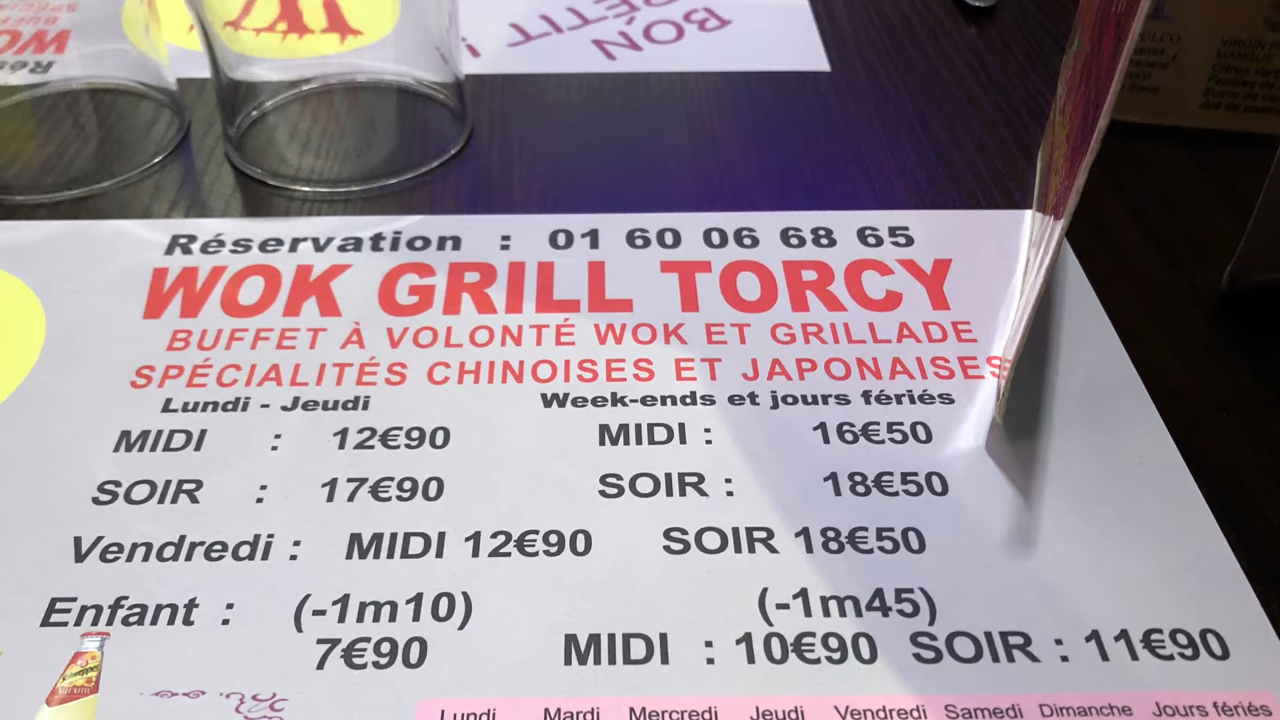 BON
Réservation : 01 60 06 68 65
WOK GRILL TORCY
BUFFET À VOLONTÉ WOK ET GRILLADE
SPÉCIALITÉS CHINOISES ET JAPONAISES
Lundi - Jeudi Week-ends et jours fériés
MIDI : 12€90 MIDI : 16€50
SOIR : 17€90 SOIR : 18€50
Vendredi : MIDI 12€90 SOIR 18€50
Enfant : (-1m10) (-1m45)
7€90 MIDI : 10€90 SOIR : 11€90
Lundi Mardi Mercredi Jeudi Vendredi Samedi Dimanche Jours fériés